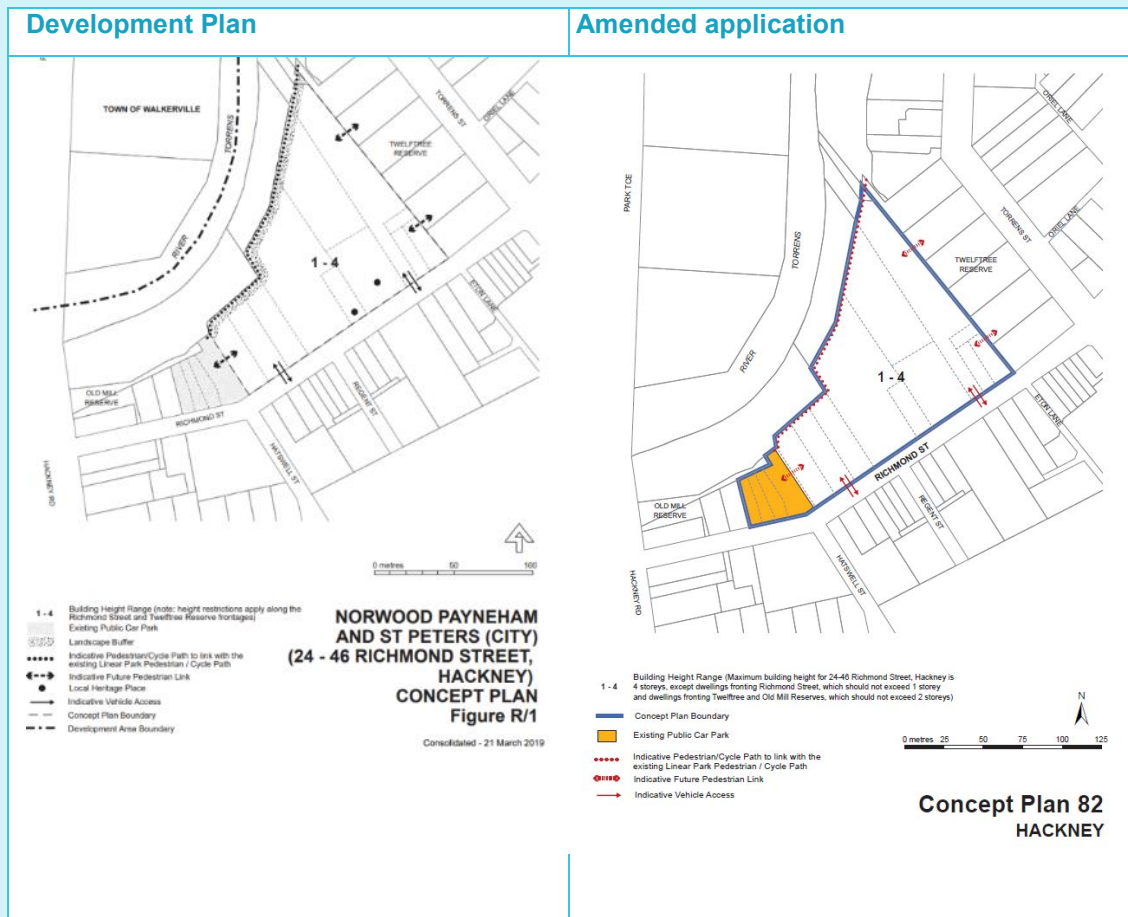 Development Plan
Amended application
TOWN OF WALKERVILLE
TORRENS
RIVER
TORRENS ST
ORIEL LANE
TWELFTREE
RESERVE
1 - 4
ETON LANE
OLD MILL
RESERVE
REGENT ST
RICHMOND ST
HATSWELL ST
HACKNEY RD
0 metres 50 100
1 - 4 Building Height Range (note: height restrictions apply along the
Richmond Street and Twelftree Reserve frontages)
Existing Public Car Park
Landscape Buffer
Indicative Pedestrian/Cycle Path to link with the
existing Linear Park Pedestrian / Cycle Path
Indicative Future Pedestrian Link
Local Heritage Place
Indicative Vehicle Access
Concept Plan Boundary
Development Area Boundary
NORWOOD PAYNEHAM
AND ST PETERS (CITY)
(24 - 46 RICHMOND STREET,
HACKNEY)
CONCEPT PLAN
Figure R/1
Consolidated - 21 March 2019
PARK TCE
ORIEL LANE
TORRENS
TORRENS ST
ORIEL LANE
TWELFTREE
RESERVE
RIVER
1 - 4
ETON LANE
RICHMOND ST
OLD MILL
RESERVE
REGENT ST
HATSWELL ST
HACKNEY RD
1 - 4 Building Height Range (Maximum building height for 24-46 Richmond Street, Hackney is
4 storeys, except dwellings fronting Richmond Street, which should not exceed 1 storey
and dwellings fronting Twelftree and Old Mill Reserves, which should not exceed 2 storeys)
Concept Plan Boundary
Existing Public Car Park
Indicative Pedestrian/Cycle Path to link with the
existing Linear Park Pedestrian / Cycle Path
Indicative Future Pedestrian Link
Indicative Vehicle Access
N
0 metres 25 50 75 100 125
Concept Plan 82
HACKNEY